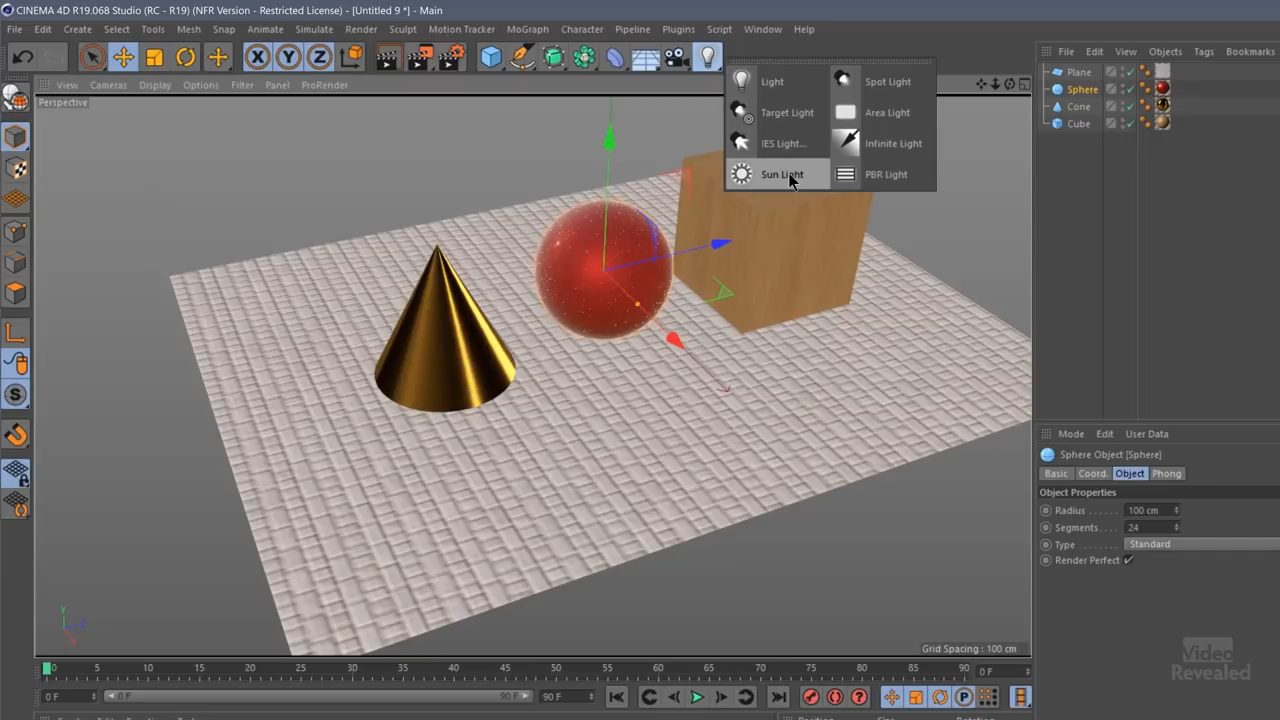 CINEMA 4D R19.068 Studio (RC - R19) (NFR Version - Restricted License) - [Untitled 9 *] - Main
File Edit Create Select Tools Mesh Snap Animate Simulate Render Sculpt Motion Tracker MoGraph Character Pipeline Plugins Script Window Help
X Y Z
File Edit View Objects Tags Bookmarks
View Cameras Display Options Filter Panel ProRender
Perspective
Light Spot Light
Target Light Area Light
IES Light... Infinite Light
Sun Light PBR Light
Plane
Sphere
Cone
Cube
S
Mode Edit User Data
Sphere Object [Sphere]
Basic Coord. Object Phong
Object Properties
Radius 100 cm
Segments 24
Type Standard
Render Perfect
Y
Z
X
Grid Spacing : 100 cm
0 5 10 15 20 25 30 35 40 45 50 55 60 65 70 75 80 85 90 0 F
0 F 0 F 90 F 90 F
P
Video
Revealed